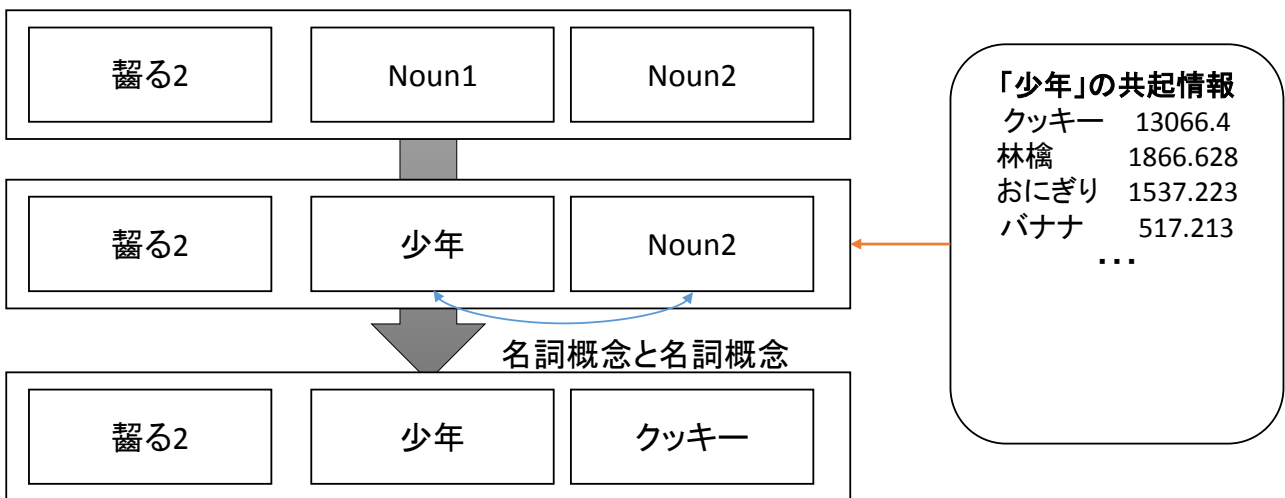 齧る2 Noun1 Noun2
齧る2 少年 Noun2
名詞概念と名詞概念
齧る2 少年 クッキー
「少年」の共起情報
クッキー 13066.4
林檎 1866.628
おにぎり 1537.223
バナナ 517.213
・・・